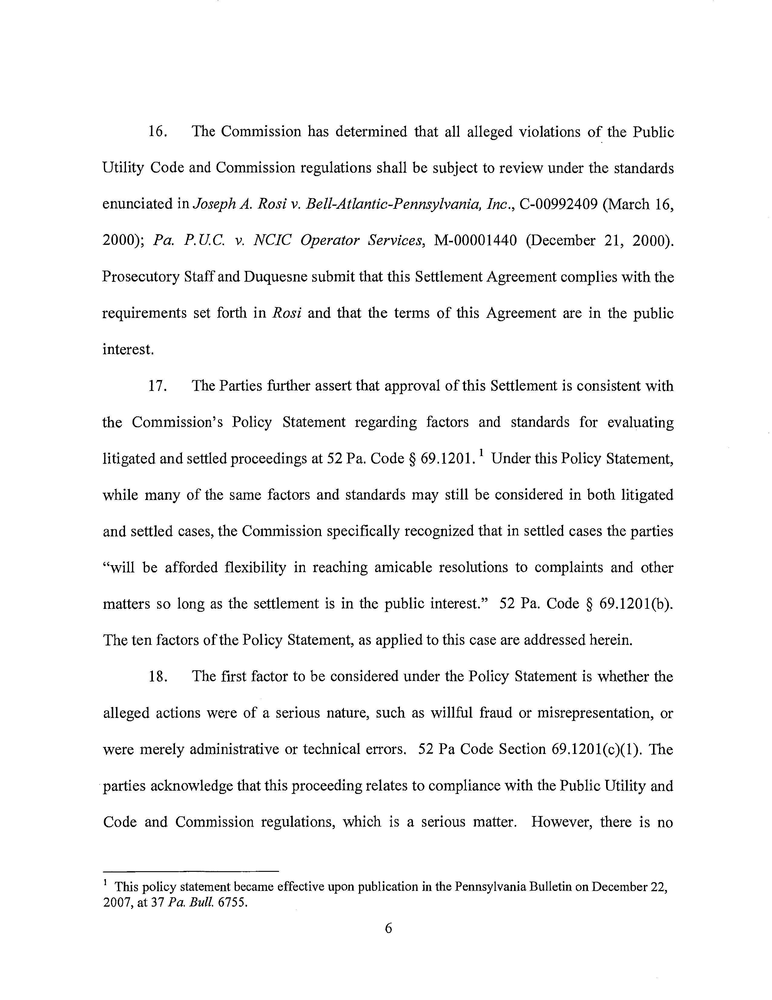 16. The Commission has determined that all alleged violations of the Public
Utility Code and Commission regulations shall be subject to review under the standards
enunciated in Joseph A. Rosi v. Bell-Atlantic-Pennsylvania, Inc., C-00992409 (March 16,
2000); Pa. P.U.C. v. NCIC Operator Services, M-00001440 (December 21, 2000).
Prosecutory Staff and Duquesne submit that this Settlement Agreement complies with the
requirements set forth in Rosi and that the terms of this Agreement are in the public
interest.
17. The Parties further assert that approval of this Settlement is consistent with
the Commission's Policy Statement regarding factors and standards for evaluating
litigated and settled proceedings at 52 Pa. Code § 69.1201. 1 Under this Policy Statement,
while many of the same factors and standards may still be considered in both litigated
and settled cases, the Commission specifically recognized that in settled cases the parties
“will be afforded flexibility in reaching amicable resolutions to complaints and other
matters so long as the settlement is in the public interest.” 52 Pa. Code § 69.1201(b).
The ten factors of the Policy Statement, as applied to this case are addressed herein.
18. The first factor to be considered under the Policy Statement is whether the
alleged actions were of a serious nature, such as willful fraud or misrepresentation, or
were merely administrative or technical errors. 52 Pa Code Section 69.1201(c)(1). The
parties acknowledge that this proceeding relates to compliance with the Public Utility and
Code and Commission regulations, which is a serious matter. However, there is no
1 This policy statement became effective upon publication in the Pennsylvania Bulletin on December 22,
2007, at 37 Pa. Bull. 6755.
6